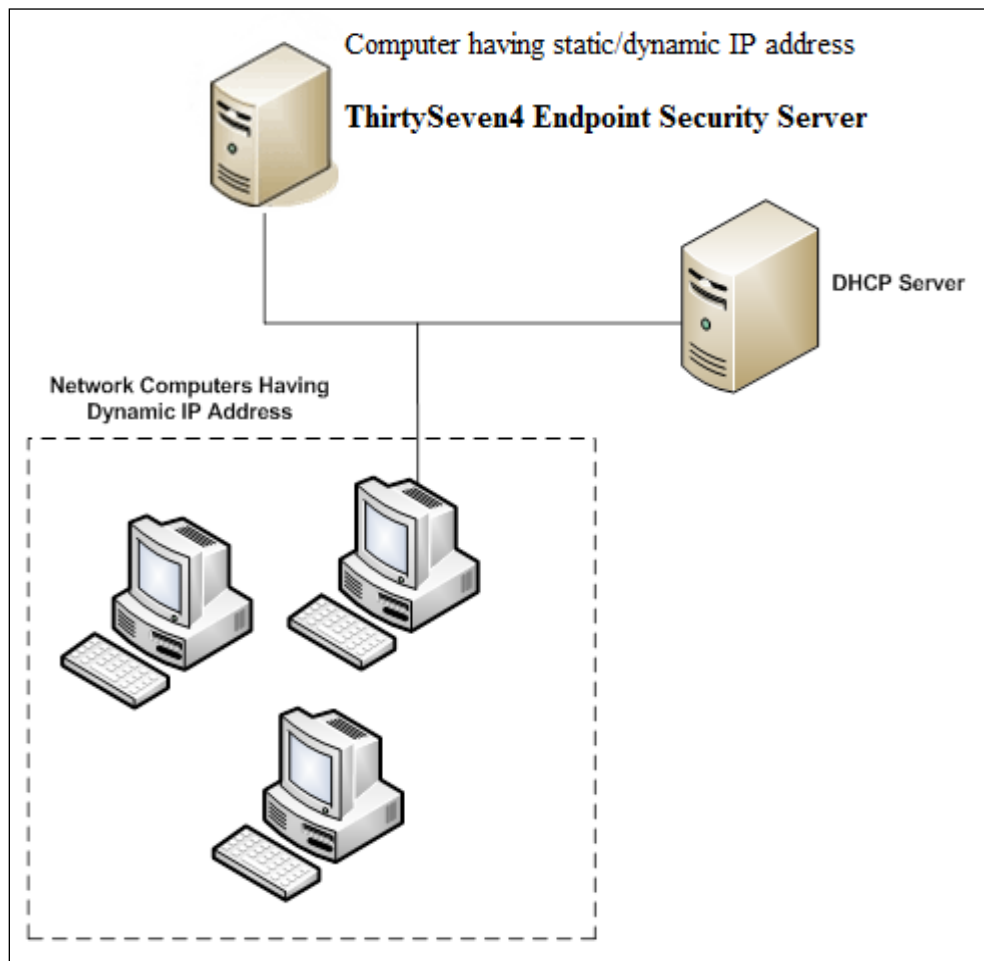 Computer having static/dynamic IP address
ThirtySeven4 Endpoint Security Server
DHCP Server
Network Computers Having
Dynamic IP Address